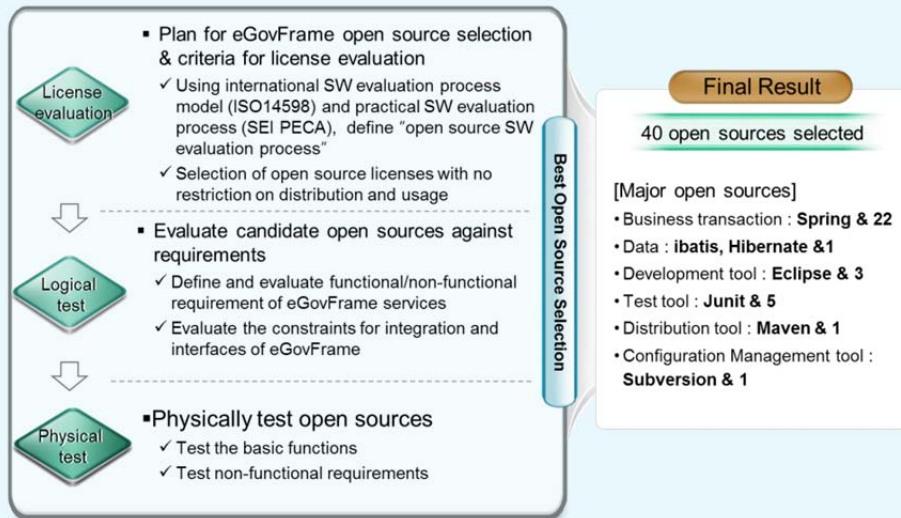 License
evaluation
▪ Plan for eGovFrame open source selection
& criteria for license evaluation
✓ Using international SW evaluation process
model (ISO14598) and practical SW evaluation
process (SEI PECA), define “open source SW
evaluation process”
✓ Selection of open source licenses with no
restriction on distribution and usage
Logical
test
▪ Evaluate candidate open sources against
requirements
✓ Define and evaluate functional/non-functional
requirement of eGovFrame services
✓ Evaluate the constraints for integration and
interfaces of eGovFrame
Physical
test
▪Physically test open sources
✓ Test the basic functions
✓ Test non-functional requirements
Best Open Source Selection
Final Result
40 open sources selected
[Major open sources]
• Business transaction : Spring & 22
• Data : ibatis, Hibernate &1
• Development tool : Eclipse & 3
• Test tool : Junit & 5
• Distribution tool : Maven & 1
• Configuration Management tool :
Subversion & 1